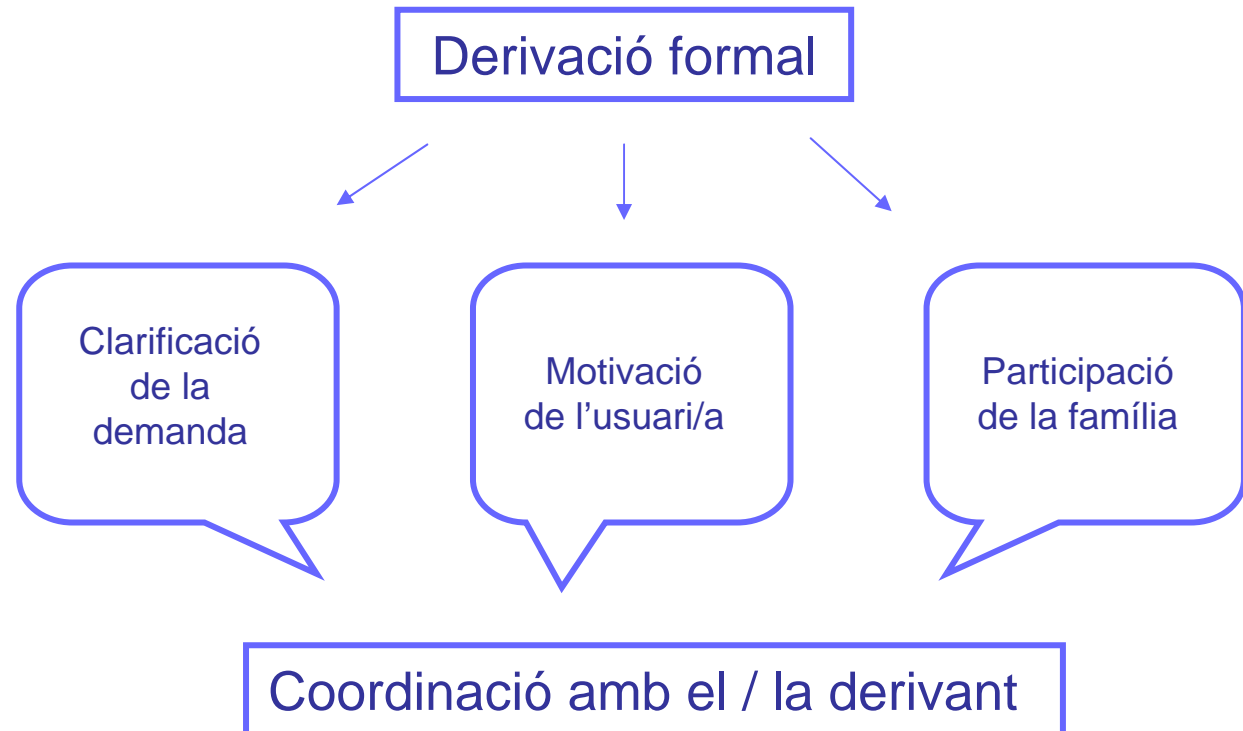 Derivació formal
Clarificació
de la
demanda
Motivació
de l’usuari/a
Participació
de la família
Coordinació amb el / la derivant